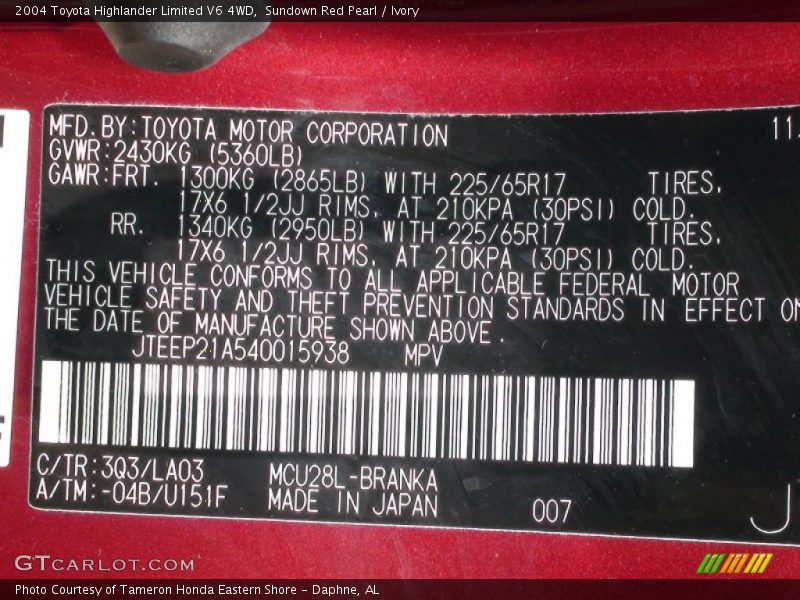 2004 Toyota Highlander Limited V6 4WD, Sundown Red Pearl / Ivory
MFD.BY:TOYOTA MOTOR CORPORATION 11
GVWR:2430KG (5360LB)
GAWR:FRT. 1300KG (2865LB) WITH 225/65R17 TIRES,
17X6 1/2JJ RIMS, AT 210KPA (30PSI) COLD.
RR. 1340KG (2950LB) WITH 225/65R17 TIRES,
17X6 1/2JJ RIMS, AT 210KPA (30PSI) COLD.
THIS VEHICLE CONFORMS TO ALL APPLICABLE FEDERAL MOTOR
VEHICLE SAFETY AND THEFT PREVENTION STANDARDS IN EFFECT ON
THE DATE OF MANUFACTURE SHOWN ABOVE.
JTEEP21A540015938 MPV
C/TR:3Q3/LA03 MCU28L-BRANKA
A/TM:-04B/U151F MADE IN JAPAN 007
J
GTCARLOT.COM
Photo Courtesy of Tameron Honda Eastern Shore - Daphne, AL